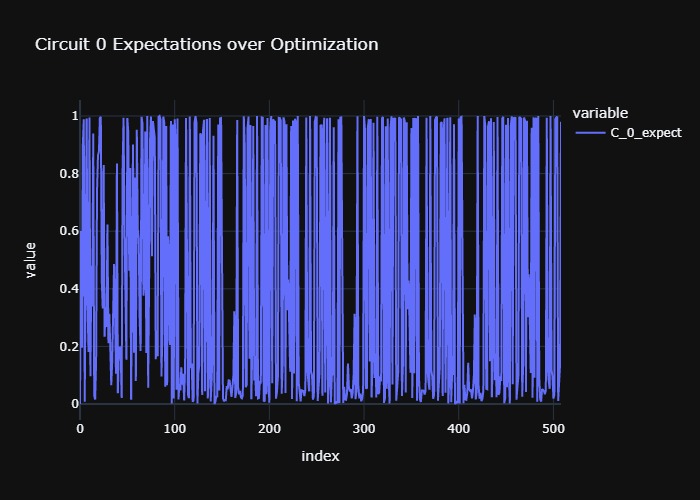 Circuit 0 Expectations over Optimization
variable
C_0_expect
value
1
0.8
0.6
0.4
0.2
0
0 100 200 300 400 500
index